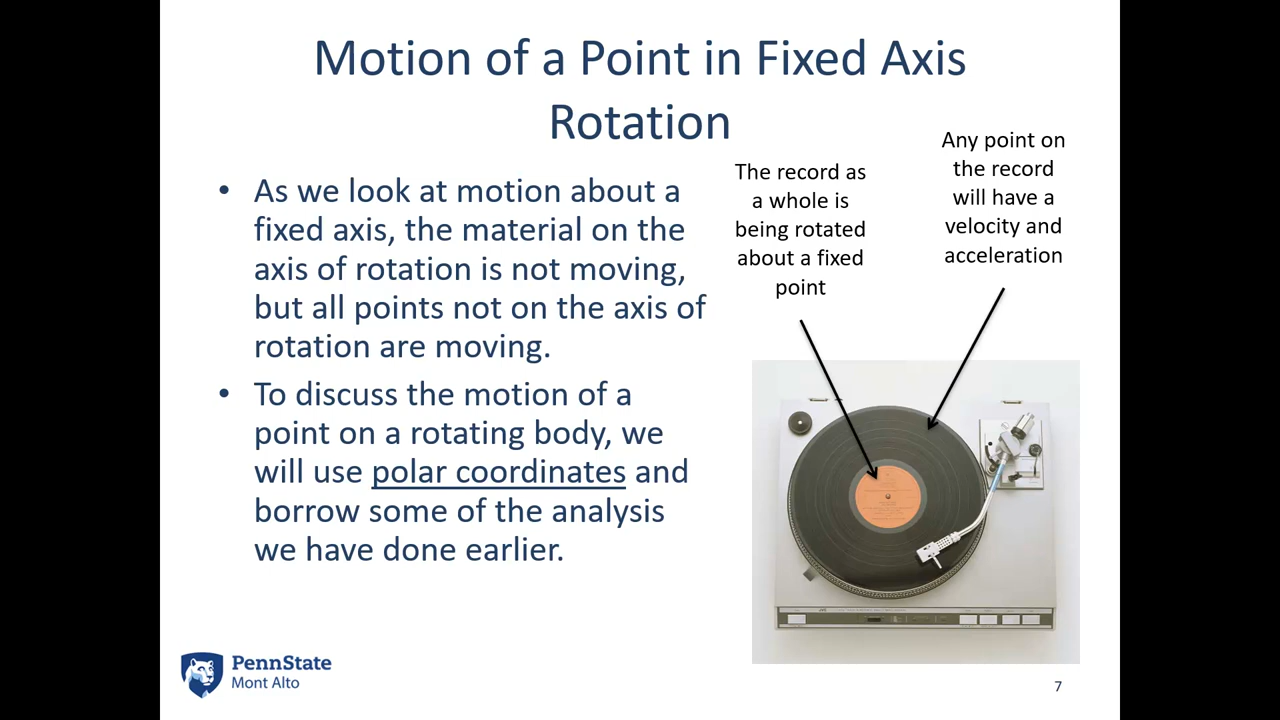 Motion of a Point in Fixed Axis
Rotation
• As we look at motion about a
fixed axis, the material on the
axis of rotation is not moving,
but all points not on the axis of
rotation are moving.
• To discuss the motion of a
point on a rotating body, we
will use polar coordinates and
borrow some of the analysis
we have done earlier.
The record as
a whole is
being rotated
about a fixed
point
Any point on
the record
will have a
velocity and
acceleration
JVC
PennState
Mont Alto
7